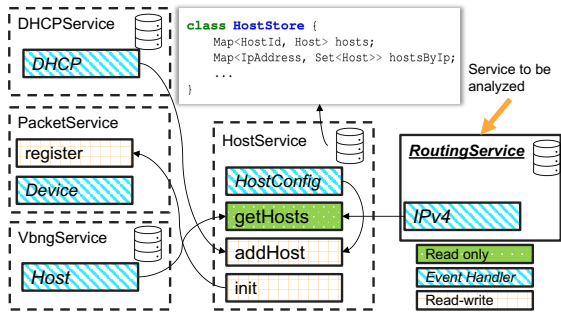 DHCPService
DHCP
PacketService
register
Device
VbngService
Host
class HostStore {
Map<HostId, Host> hosts;
Map<IpAddress, Set<Host>> hostsByIp;
...
}
HostService
HostConfig
getHosts
addHost
init
Service to be
analyzed
RoutingService
IPv4
Read only
Event Handler
Read-write